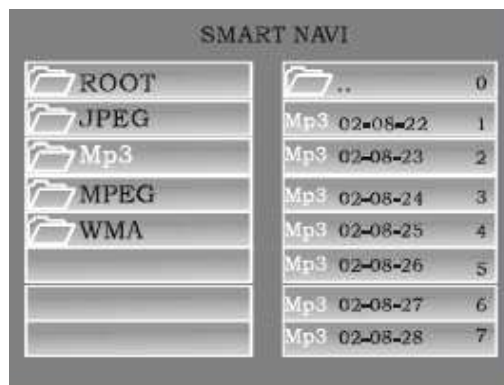 SMART NAVI
ROOT
JPEG
Mp3
MPEG
WMA
.. 0
Mp3 02-08-22 1
Mp3 02-08-23 2
Mp3 02-08-24 3
Mp3 02-08-25 4
Mp3 02-08-26 5
Mp3 02-08-27 6
Mp3 02-08-28 7